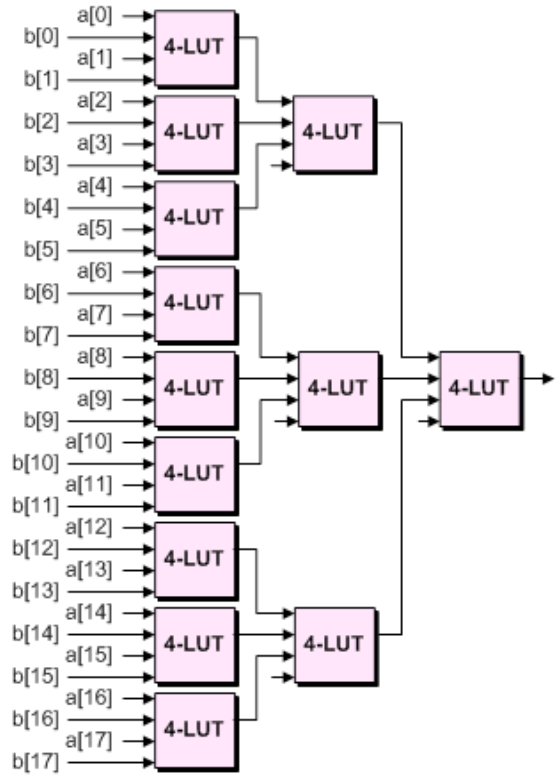 a[0]
b[0]
a[1]
b[1]
4-LUT
a[2]
b[2]
a[3]
b[3]
4-LUT
4-LUT
a[4]
b[4]
a[5]
b[5]
4-LUT
a[6]
b[6]
a[7]
b[7]
4-LUT
a[8]
b[8]
a[9]
b[9]
4-LUT
4-LUT
4-LUT
a[10]
b[10]
a[11]
b[11]
4-LUT
a[12]
b[12]
a[13]
b[13]
4-LUT
a[14]
b[14]
a[15]
b[15]
4-LUT
4-LUT
a[16]
b[16]
a[17]
b[17]
4-LUT